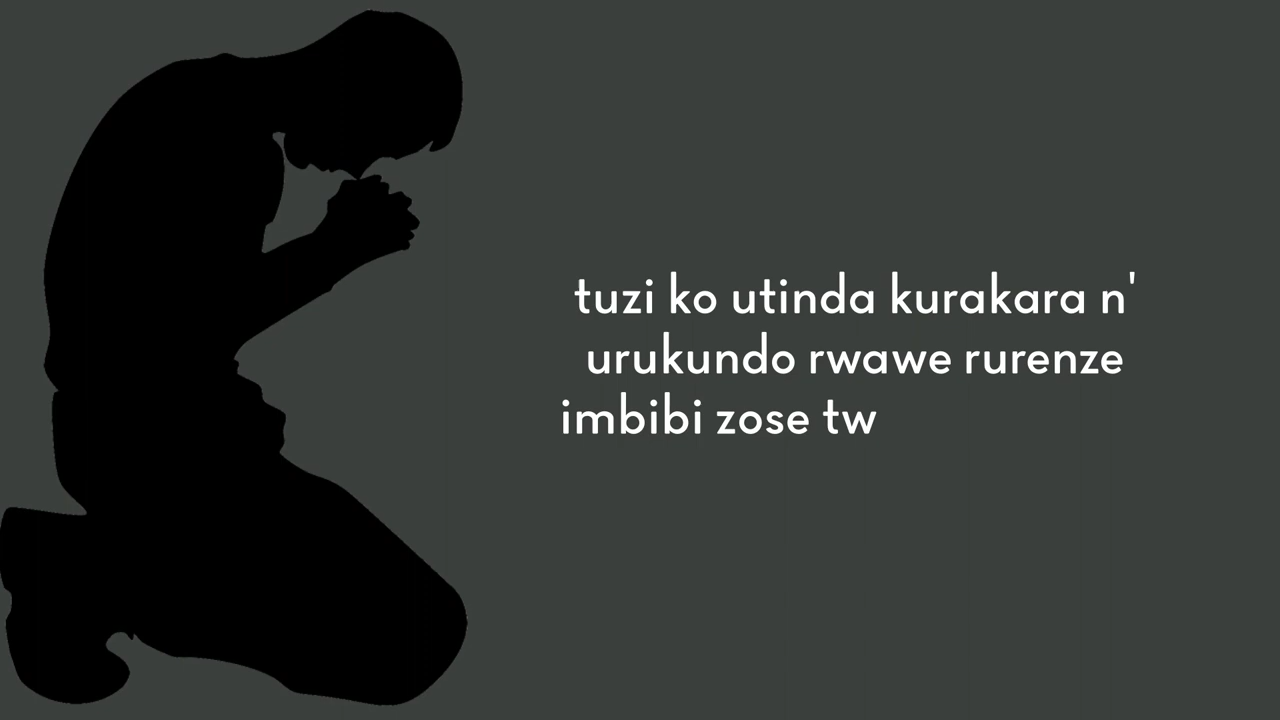 tuzi ko utinda kurakara n'
urukundo rwawe rurenze
imbibi zose tw